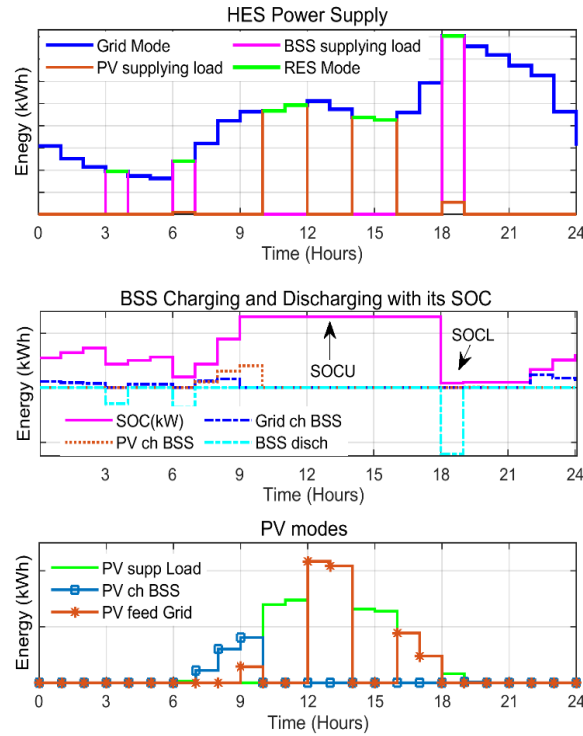 HES Power Supply
Energy (kWh)
Grid Mode
BSS supplying load
PV supplying load
RES Mode
0 3 6 9 12 15 18 21 24
Time (Hours)
BSS Charging and Discharging with its SOC
Energy (kWh)
SOCU
SOCL
SOC(kW)
Grid ch BSS
PV ch BSS
BSS disch
3 6 9 12 15 18 21 24
Time (Hours)
PV modes
Energy (kWh)
PV supp Load
PV ch BSS
PV feed Grid
0 3 6 9 12 15 18 21 24
Time (Hours)